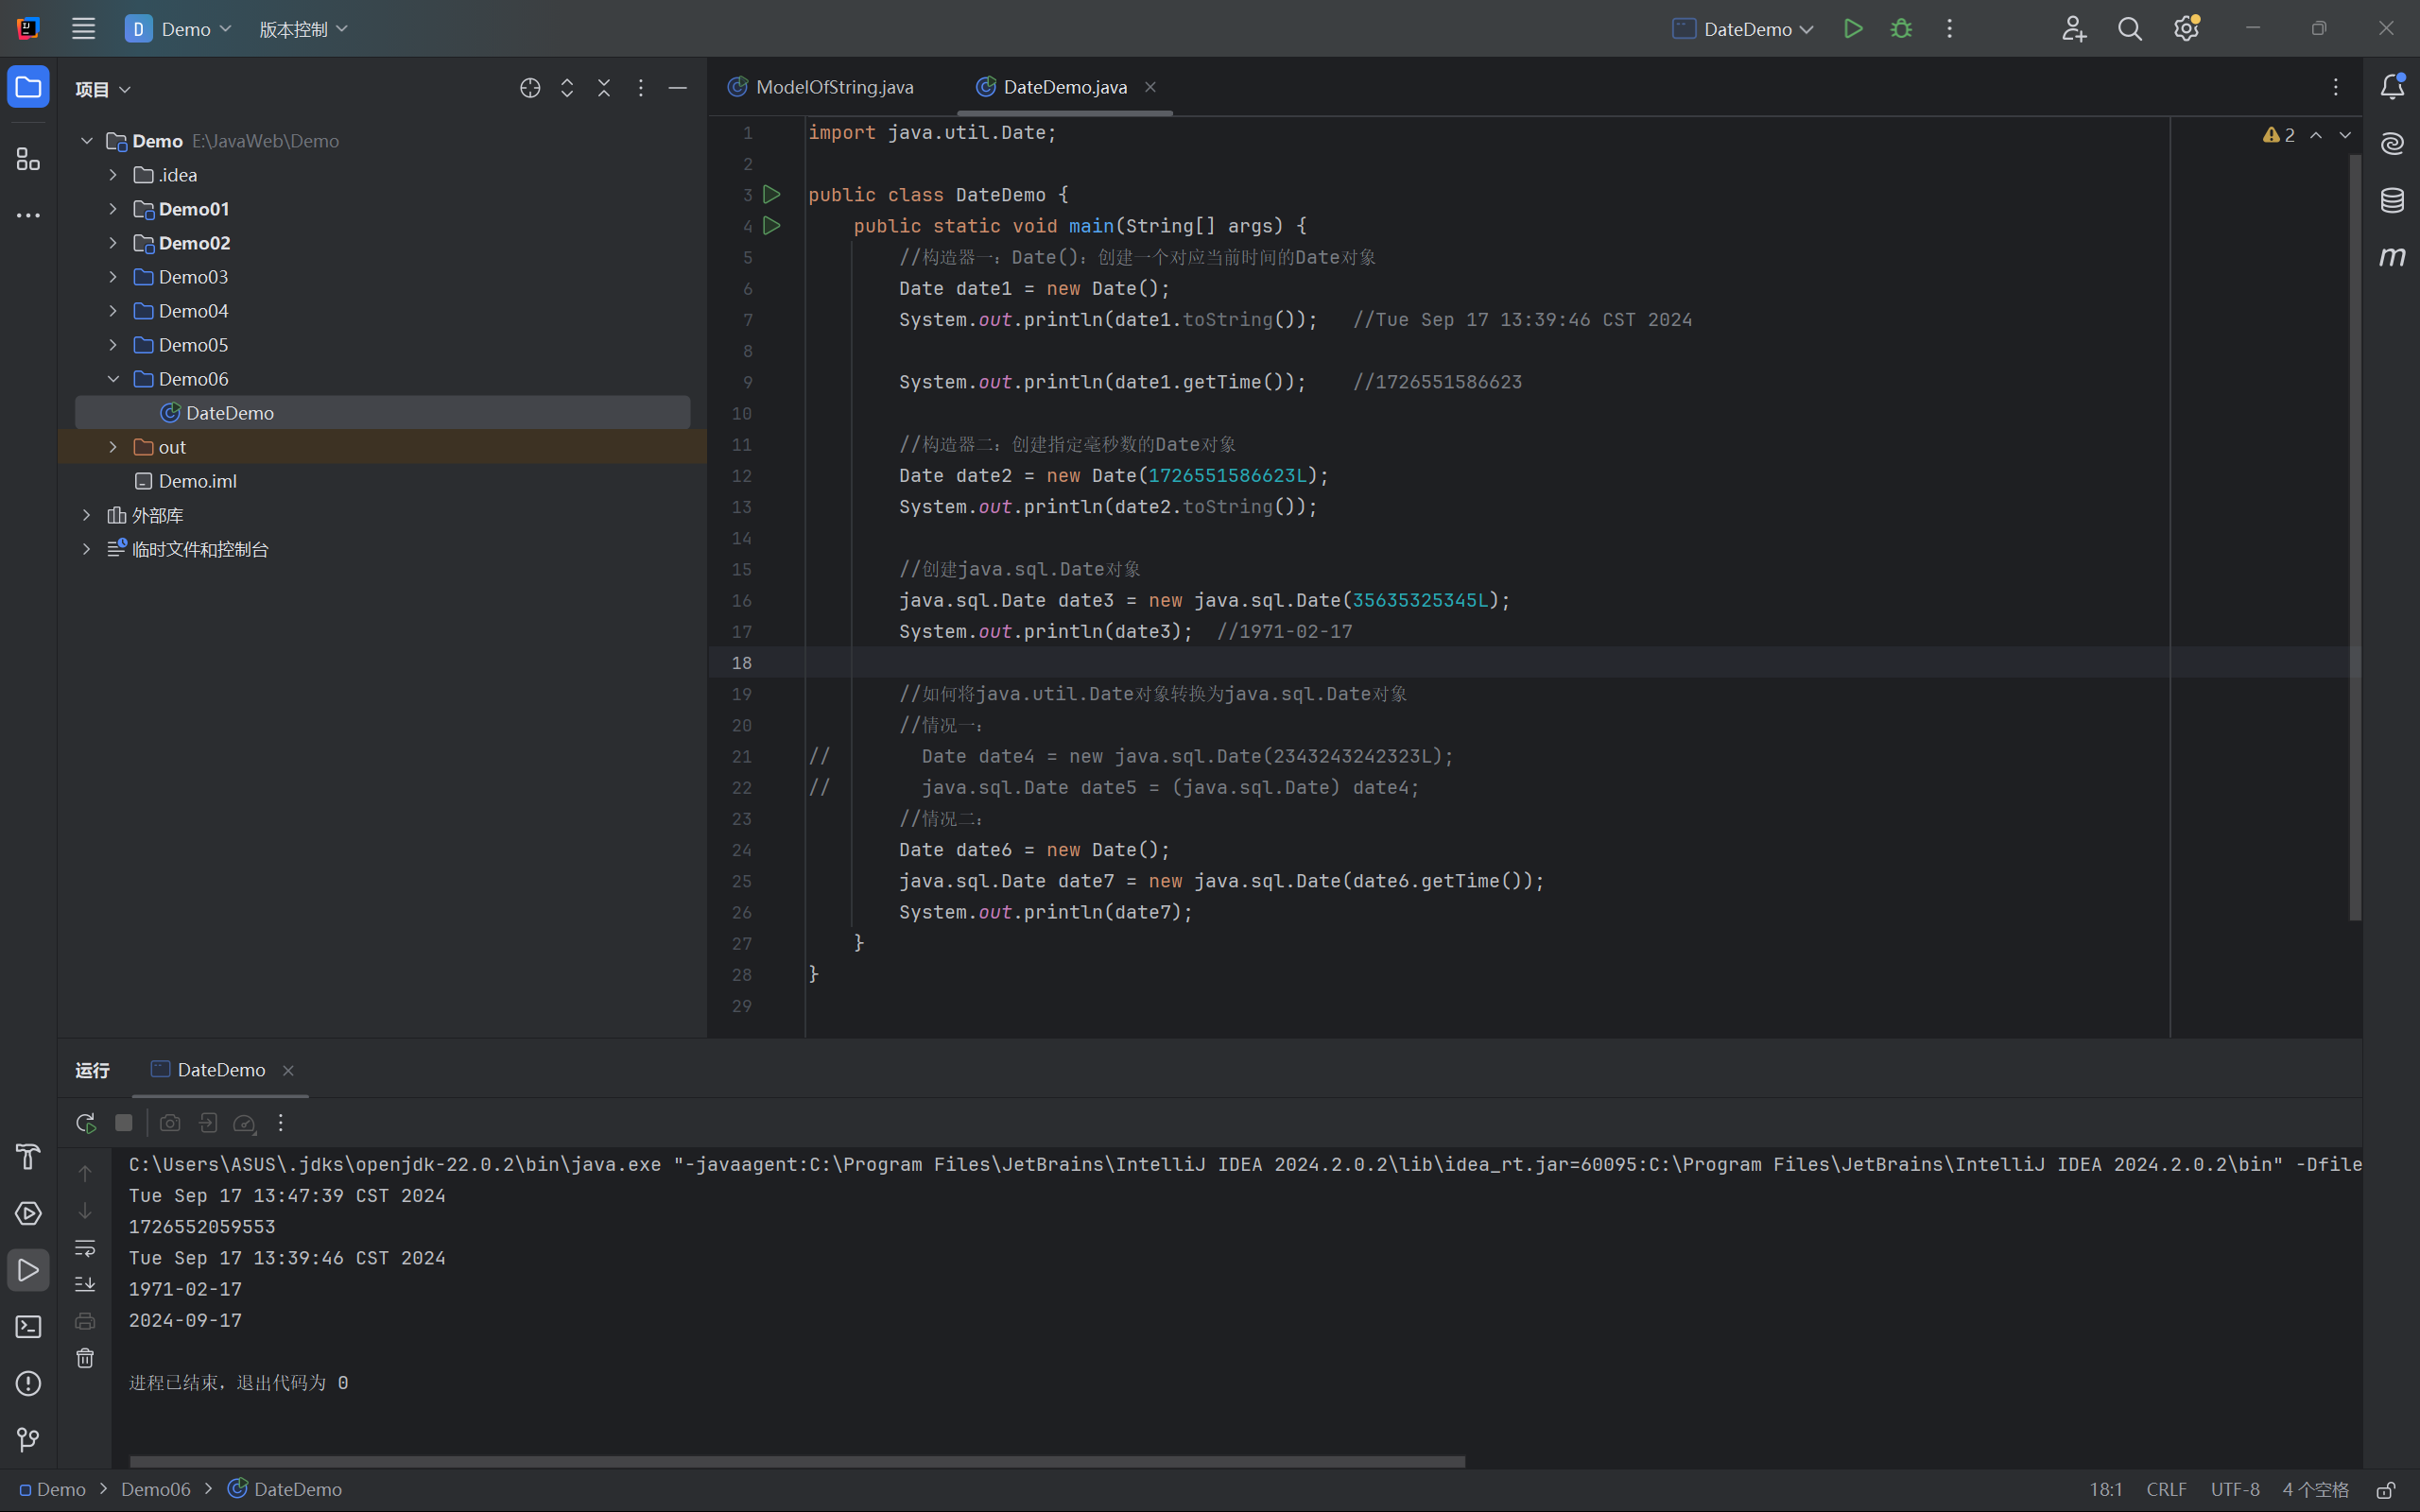 D Demo 版本控制 DateDemo
项目
Demo E:\JavaWeb\Demo
.idea
Demo01
Demo02
Demo03
Demo04
Demo05
Demo06
DateDemo
out
Demo.iml
外部库
临时文件和控制台
ModelOfString.java DateDemo.java
2
1 import java.util.Date;
2
3 public class DateDemo {
4 public static void main(String[] args) {
5 //构造器一：Date()：创建一个对应当前时间的Date对象
6 Date date1 = new Date();
7 System.out.println(date1.toString()); //Tue Sep 17 13:39:46 CST 2024
8
9 System.out.println(date1.getTime()); //1726551586623
10
11 //构造器二：创建指定毫秒数的Date对象
12 Date date2 = new Date(1726551586623L);
13 System.out.println(date2.toString());
14
15 //创建java.sql.Date对象
16 java.sql.Date date3 = new java.sql.Date(35635325345L);
17 System.out.println(date3); //1971-02-17
18
19 //如何将java.util.Date对象转换为java.sql.Date对象
20 //情况一：
21 // Date date4 = new java.sql.Date(2343243242323L);
22 // java.sql.Date date5 = (java.sql.Date) date4;
23 //情况二：
24 Date date6 = new Date();
25 java.sql.Date date7 = new java.sql.Date(date6.getTime());
26 System.out.println(date7);
27 }
28 }
29
运行 DateDemo
C:\Users\ASUS\.jdks\openjdk-22.0.2\bin\java.exe "-javaagent:C:\Program Files\JetBrains\IntelliJ IDEA 2024.2.0.2\lib\idea_rt.jar=60095:C:\Program Files\JetBrains\IntelliJ IDEA 2024.2.0.2\bin" -Dfile
Tue Sep 17 13:47:39 CST 2024
1726552059553
Tue Sep 17 13:39:46 CST 2024
1971-02-17
2024-09-17
进程已结束，退出代码为 0
Demo > Demo06 > DateDemo 18:1 CRLF UTF-8 4 个空格